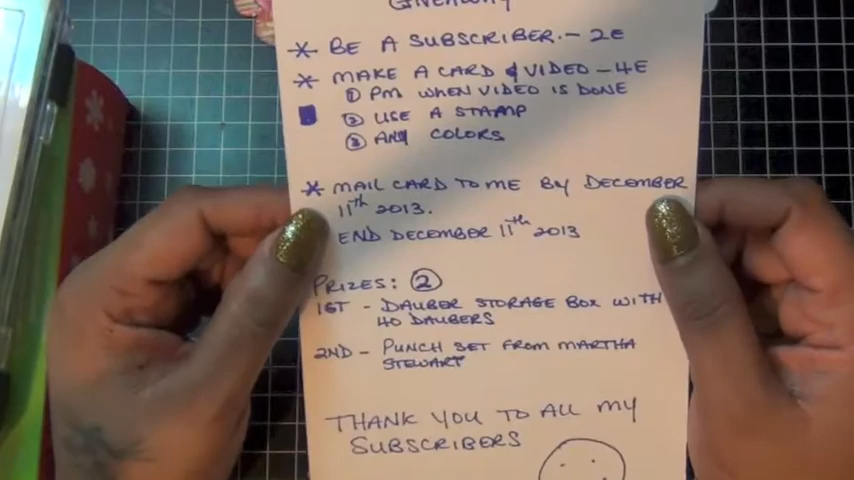 GIVEAWAY
* BE A SUBSCRIBER. - 2E
* MAKE A CARD & VIDEO - 4E
① PM WHEN VIDEO IS DONE
② USE A STAMP
③ ANY COLORS
* MAIL CARD TO ME BY DECEMBER
11th 2013.
END DECEMBER 11th 2013
PRIZES: ②
1ST - DAUBER STORAGE BOX WITH
40 DAUBERS
2ND - PUNCH SET FROM MARTHA
STEWART
THANK YOU TO ALL MY
SUBSCRIBERS